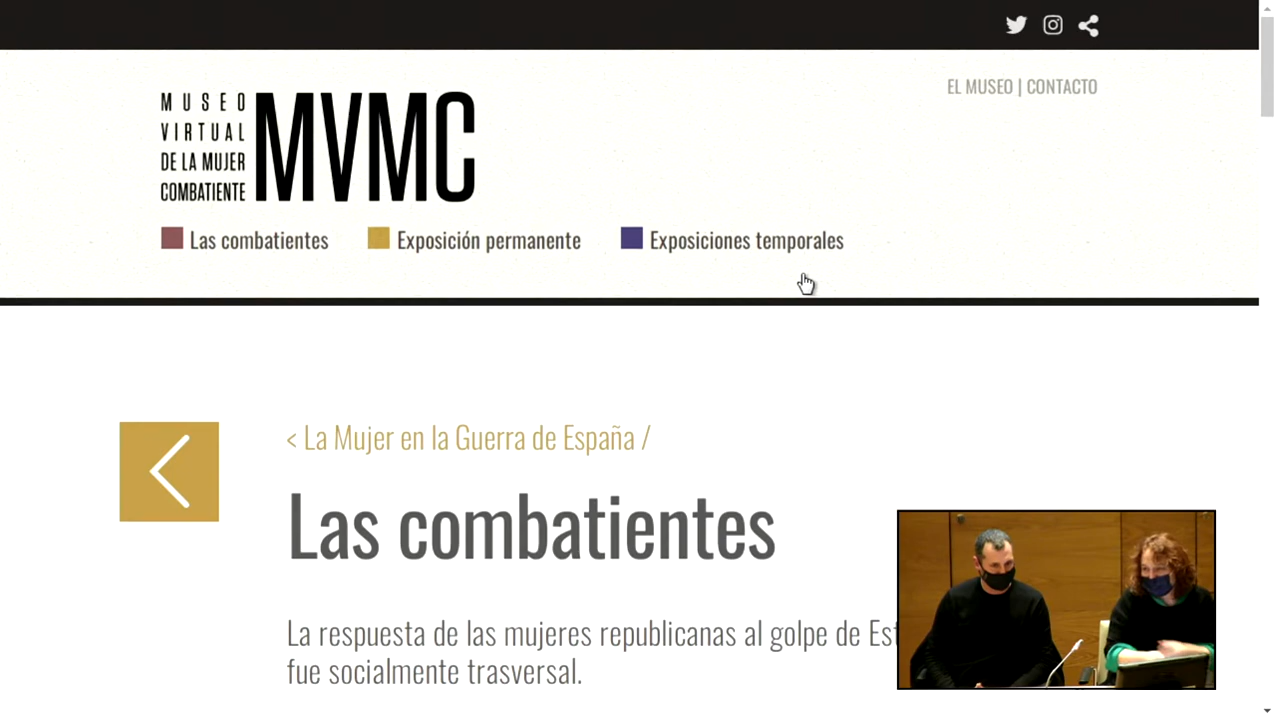 EL MUSEO | CONTACTO
MUSEO
VIRTUAL
DE LA MUJER
COMBATIENTE
MVMC
Las combatientes
Exposición permanente
Exposiciones temporales
< La Mujer en la Guerra de España /
Las combatientes
La respuesta de las mujeres republicanas al golpe de
fue socialmente trasversal.